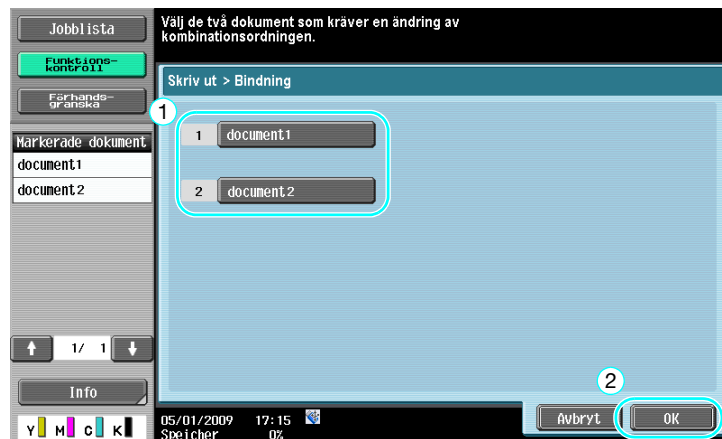 Jobblista
Välj de två dokument som kräver en ändring av
kombinationsordningen.
Funktions-
kontroll
Förhands-
granska
Skriv ut > Bindning
1
Markerade dokument
document1
document2
1 document1
2 document2
1/ 1
Info
2
Avbryt OK
Y M C K
05/01/2009 17:15
Speicher 0%